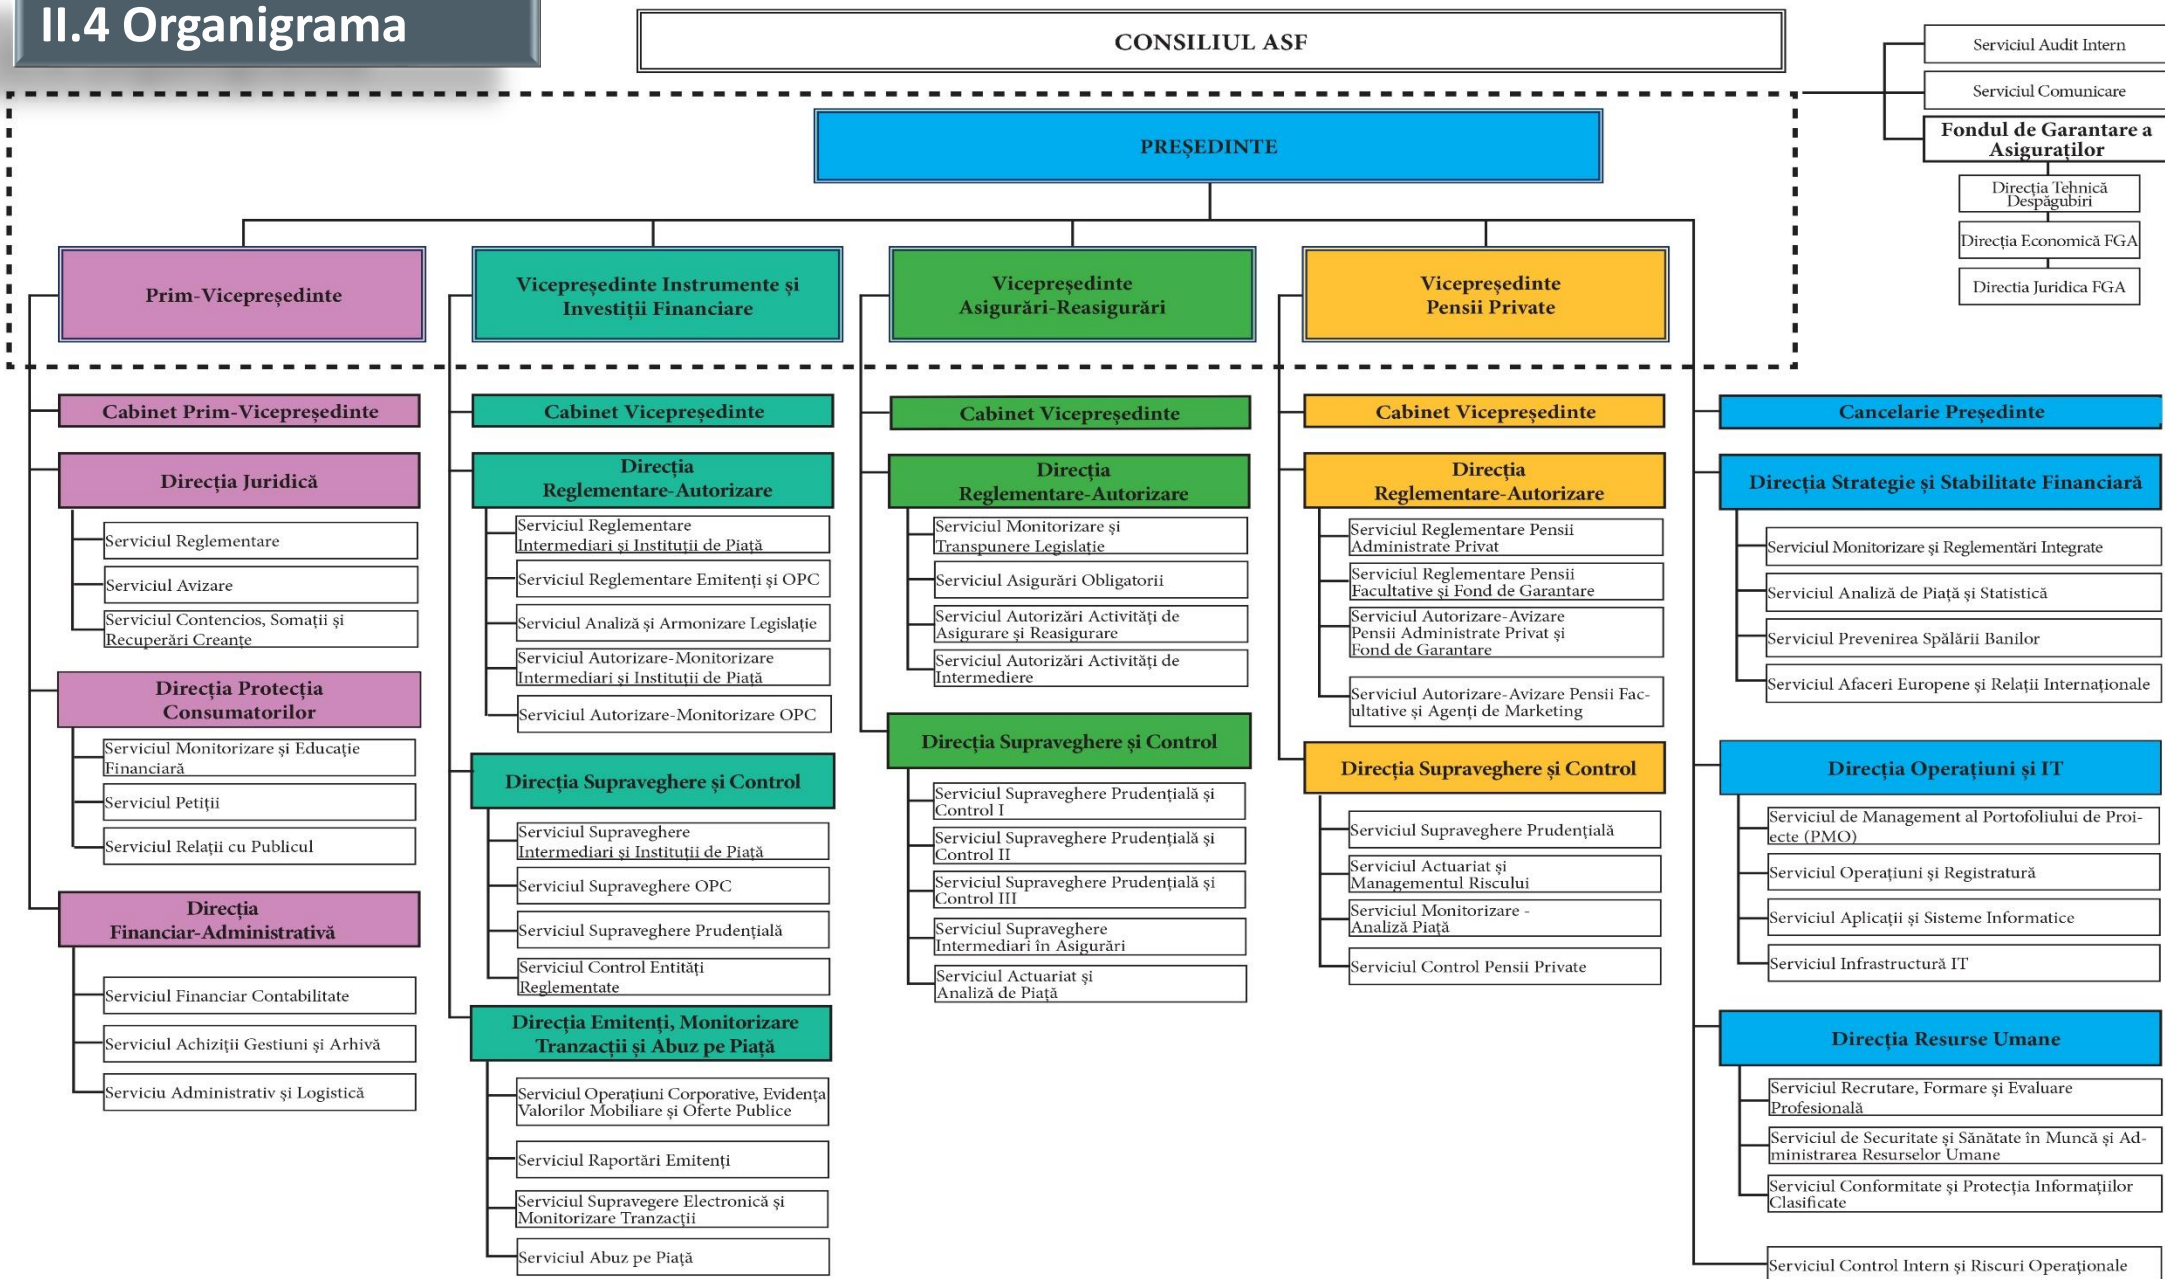 II.4 Organigrama
CONSILIUL ASF
Serviciul Audit Intern
Serviciul Comunicare
Fondul de Garantare a
Asiguraților
Direcția Tehnică
Despăgubiri
Direcția Economică FGA
Directia Juridica FGA
PREȘEDINTE
Prim-Vicepreședinte
Vicepreședinte Instrumente și
Investiții Financiare
Vicepreședinte
Asigurări-Reasigurări
Vicepreședinte
Pensii Private
Cabinet Prim-Vicepreședinte
Direcția Juridică
Serviciul Reglementare
Serviciul Avizare
Serviciul Contencios, Somații și
Recuperări Creanțe
Direcția Protecția
Consumatorilor
Serviciul Monitorizare și Educație
Financiară
Serviciul Petiții
Serviciul Relații cu Publicul
Direcția
Financiar-Administrativă
Serviciul Financiar Contabilitate
Serviciul Achiziții Gestiuni și Arhivă
Serviciu Administrativ și Logistică
Cabinet Vicepreședinte
Direcția
Reglementare-Autorizare
Serviciul Reglementare
Intermediari și Instituții de Piață
Serviciul Reglementare Emitenți și OPC
Serviciul Analiză și Armonizare Legislație
Serviciul Autorizare-Monitorizare
Intermediari și Instituții de Piață
Serviciul Autorizare-Monitorizare OPC
Direcția Supraveghere și Control
Serviciul Supraveghere
Intermediari și Instituții de Piață
Serviciul Supraveghere OPC
Serviciul Supraveghere Prudențială
Serviciul Control Entități
Reglementate
Direcția Emitenți, Monitorizare
Tranzacții și Abuz pe Piață
Serviciul Operațiuni Corporative, Evidența
Valorilor Mobiliare și Oferte Publice
Serviciul Raportări Emitenți
Serviciul Supravegere Electronică și
Monitorizare Tranzacții
Serviciul Abuz pe Piață
Cabinet Vicepreședinte
Direcția
Reglementare-Autorizare
Serviciul Monitorizare și
Transpunere Legislație
Serviciul Asigurări Obligatorii
Serviciul Autorizări Activități de
Asigurare și Reasigurare
Serviciul Autorizări Activități de
Intermediere
Direcția Supraveghere și Control
Serviciul Supraveghere Prudențială și
Control I
Serviciul Supraveghere Prudențială și
Control II
Serviciul Supraveghere Prudențială și
Control III
Serviciul Supraveghere
Intermediari în Asigurări
Serviciul Actuariat și
Analiză de Piață
Cabinet Vicepreședinte
Direcția
Reglementare-Autorizare
Serviciul Reglementare Pensii
Administrate Privat
Serviciul Reglementare Pensii
Facultative și Fond de Garantare
Serviciul Autorizare-Avizare
Pensii Administrate Privat și
Fond de Garantare
Serviciul Autorizare-Avizare Pensii Fac-
ultative și Agenți de Marketing
Direcția Supraveghere și Control
Serviciul Supraveghere Prudențială
Serviciul Actuariat și
Managementul Riscului
Serviciul Monitorizare -
Analiză Piață
Serviciul Control Pensii Private
Cancelarie Președinte
Direcția Strategie și Stabilitate Financiară
Serviciul Monitorizare și Reglementări Integrate
Serviciul Analiză de Piață și Statistică
Serviciul Prevenirea Spălării Banilor
Serviciul Afaceri Europene și Relații Internaționale
Direcția Operațiuni și IT
Serviciul de Management al Portofoliului de Proi-
ecte (PMO)
Serviciul Operațiuni și Registratură
Serviciul Aplicații și Sisteme Informatice
Serviciul Infrastructură IT
Direcția Resurse Umane
Serviciul Recrutare, Formare și Evaluare
Profesională
Serviciul de Securitate și Sănătate în Muncă și Ad-
ministrarea Resurselor Umane
Serviciul Conformitate și Protecția Informațiilor
Clasificate
Serviciul Control Intern și Riscuri Operaționale